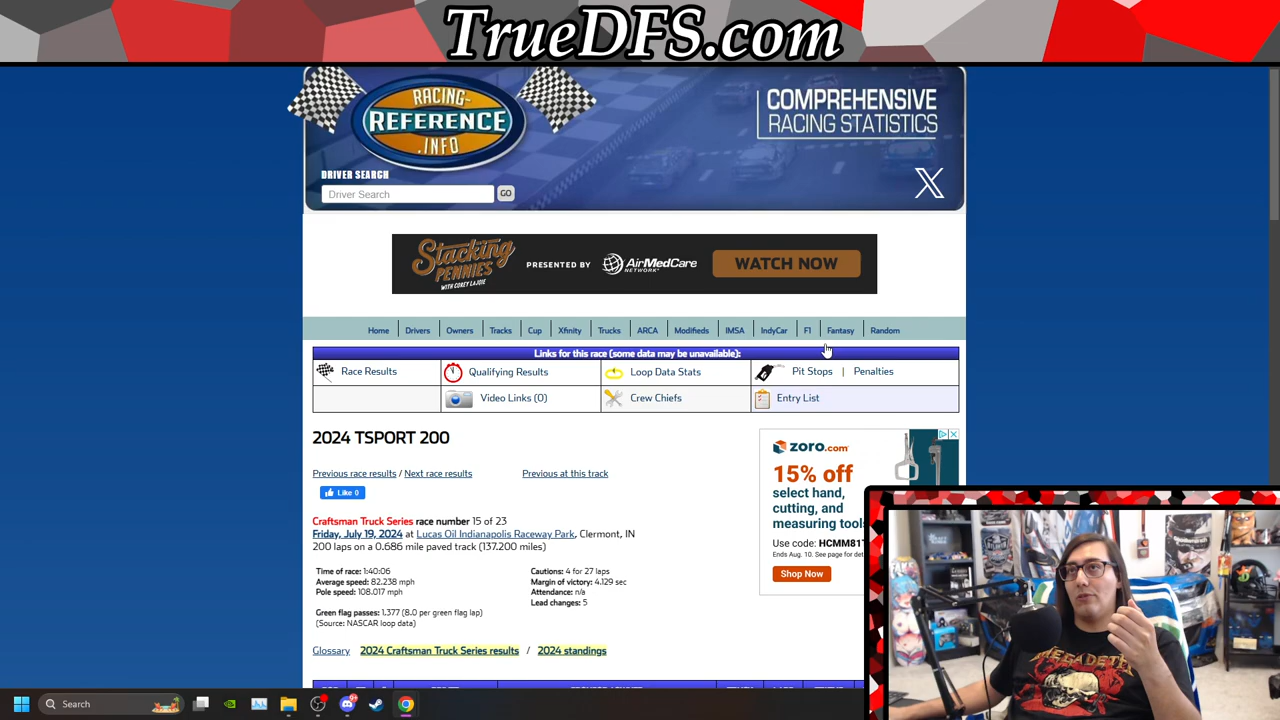 TrueDFS.com
RACING-
REFERENCE
.INFO
COMPREHENSIVE
RACING STATISTICS
DRIVER SEARCH
Driver Search
GO
Stacking
Pennies
WITH COREY LAJOIE
PRESENTED BY
AirMedCare
NETWORK
WATCH NOW
Home
Drivers
Owners
Tracks
Cup
Xfinity
Trucks
ARCA
Modifieds
IMSA
IndyCar
F1
Fantasy
Random
Links for this race (some data may be unavailable):
Race Results
Qualifying Results
Loop Data Stats
Pit Stops | Penalties
Video Links (0)
Crew Chiefs
Entry List
2024 TSPORT 200
Previous race results / Next race results
Previous at this track
Like 0
Craftsman Truck Series race number 15 of 23
Friday, July 19, 2024 at Lucas Oil Indianapolis Raceway Park, Clermont, IN
200 laps on a 0.686 mile paved track (137.200 miles)
Time of race: 1:40:06
Average speed: 82.238 mph
Pole speed: 108.017 mph
Cautions: 4 for 27 laps
Margin of victory: 4.129 sec
Attendance: n/a
Lead changes: 5
Green flag passes: 1,377 (8.0 per green flag lap)
(Source: NASCAR loop data)
Glossary
2024 Craftsman Truck Series results / 2024 standings
zoro.com
15% off
select hand,
cutting, and
measuring tools
Use code: HCMM81
Ends Aug. 10. See page for
Shop Now
MEGADETH
Search